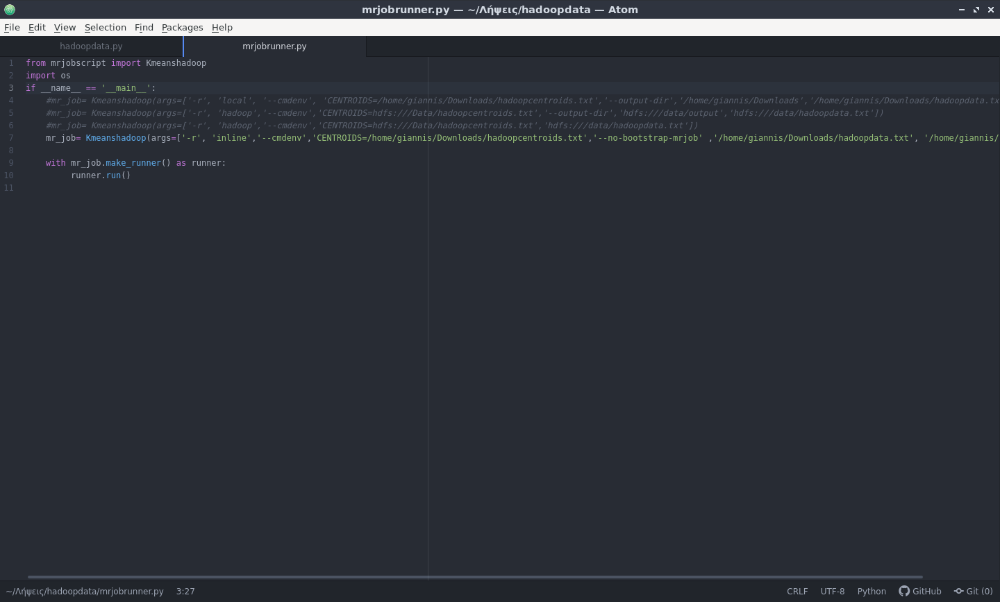 mrjobrunner.py — ~/Λήψεις/hadoopdata — Atom
File Edit View Selection Find Packages Help
hadoopdata.py mrjobrunner.py
1 from mrjobscript import Kmeanshadoop
2 import os
3 if __name__ == '__main__':
4 #mr_job= Kmeanshadoop(args=['-r', 'local', '--cmdenv', 'CENTROIDS=/home/giannis/Downloads/hadoopcentroids.txt','--output-dir','/home/giannis/Downloads','/home/giannis/Downloads/hadoopdata.tx
5 #mr_job= Kmeanshadoop(args=['-r', 'hadoop','--cmdenv','CENTROIDS=hdfs:///Data/hadoopcentroids.txt','--output-dir','hdfs:///data/output','hdfs:///data/hadoopdata.txt'])
6 #mr_job= Kmeanshadoop(args=['-r', 'hadoop','--cmdenv','CENTROIDS=hdfs:///Data/hadoopcentroids.txt','hdfs:///data/hadoopdata.txt'])
7 mr_job= Kmeanshadoop(args=['-r', 'inline','--cmdenv','CENTROIDS=/home/giannis/Downloads/hadoopcentroids.txt','--no-bootstrap-mrjob' ,'/home/giannis/Downloads/hadoopdata.txt', '/home/giannis/
8
9 with mr_job.make_runner() as runner:
10 runner.run()
11
~/Λήψεις/hadoopdata/mrjobrunner.py 3:27 CRLF UTF-8 Python GitHub Git (0)